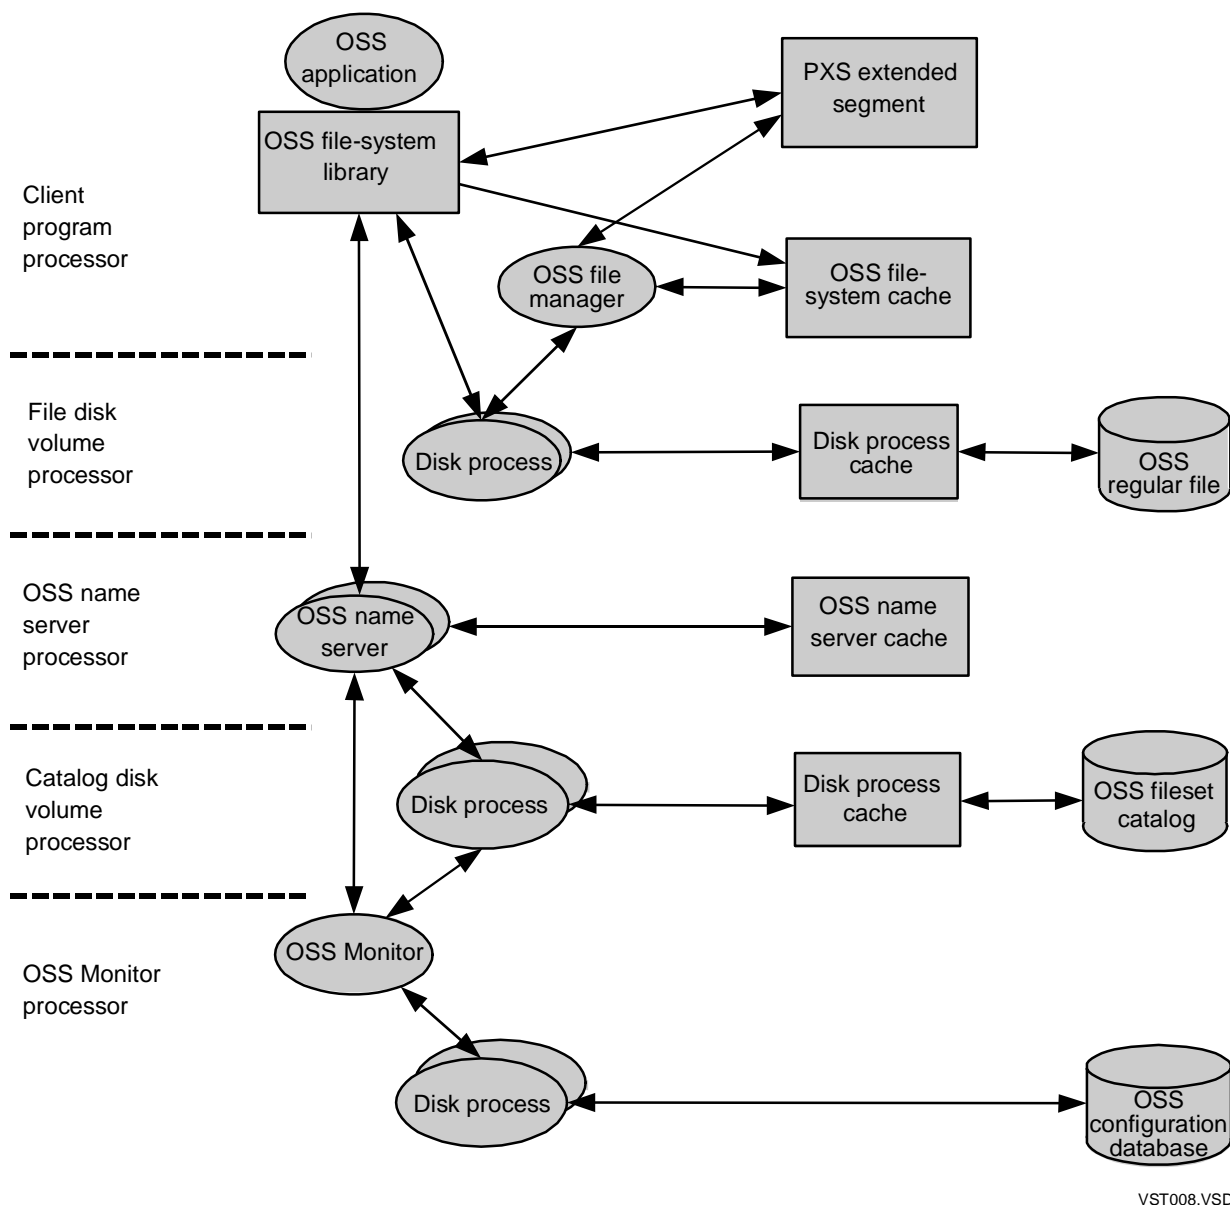 OSS
application
PXS extended
segment
OSS file-system
library
Client
program
processor
OSS file
manager
OSS file-
system cache
File disk
volume
processor
Disk process
Disk process
cache
OSS
regular file
OSS name
server
processor
OSS name
server
OSS name
server cache
Catalog disk
volume
processor
Disk process
Disk process
cache
OSS fileset
catalog
OSS Monitor
OSS Monitor
processor
Disk process
OSS
configuration
database
VST008.VSD